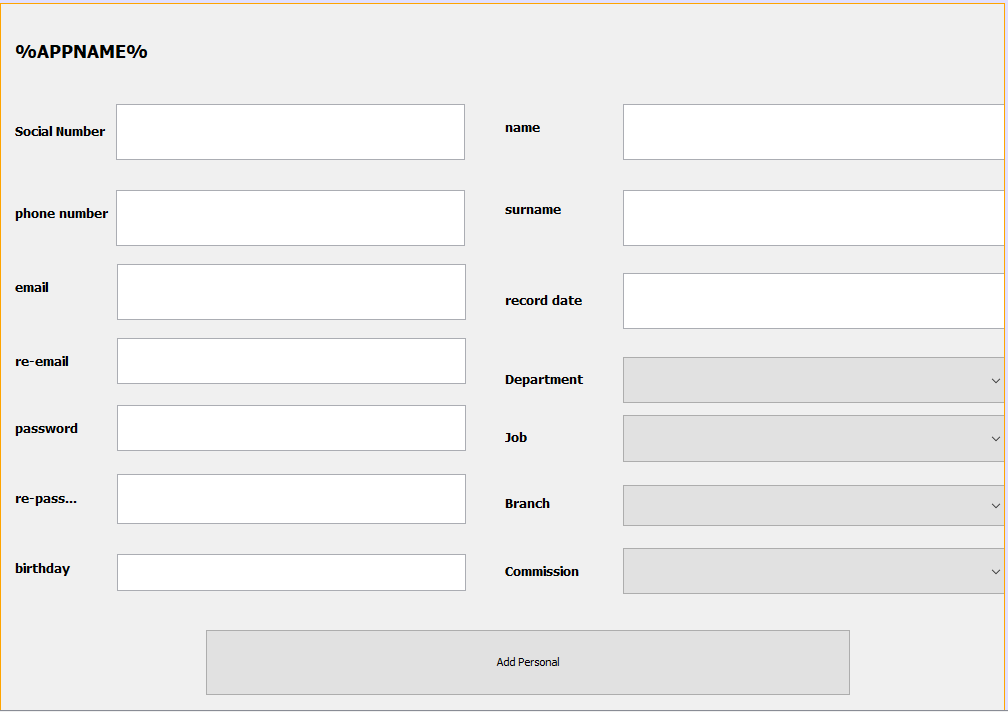 %APPNAME%
Social Number
name
phone number
surname
email
record date
re-email
Department
password
Job
re-pass...
Branch
birthday
Commission
Add Personal